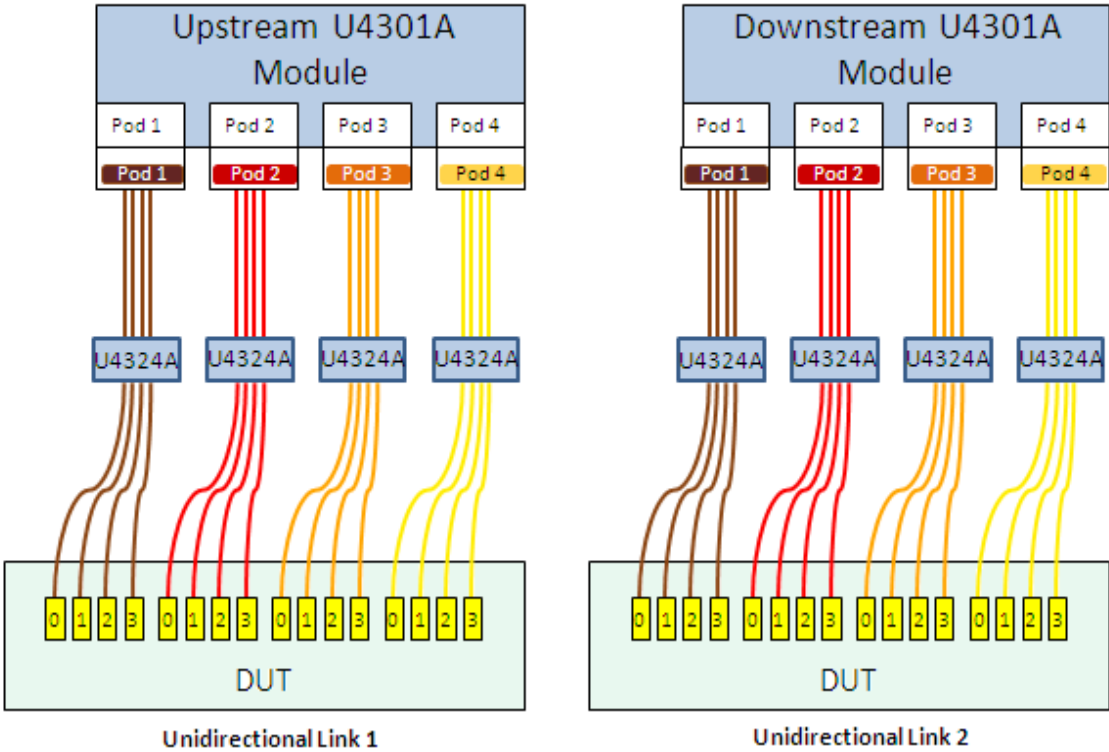 Upstream U4301A
Module
Pod 1 Pod 2 Pod 3 Pod 4
Pod 1 Pod 2 Pod 3 Pod 4
U4324A U4324A U4324A U4324A
0 1 2 3 0 1 2 3 0 1 2 3 0 1 2 3
DUT
Unidirectional Link 1
Downstream U4301A
Module
Pod 1 Pod 2 Pod 3 Pod 4
Pod 1 Pod 2 Pod 3 Pod 4
U4324A U4324A U4324A U4324A
0 1 2 3 0 1 2 3 0 1 2 3 0 1 2 3
DUT
Unidirectional Link 2